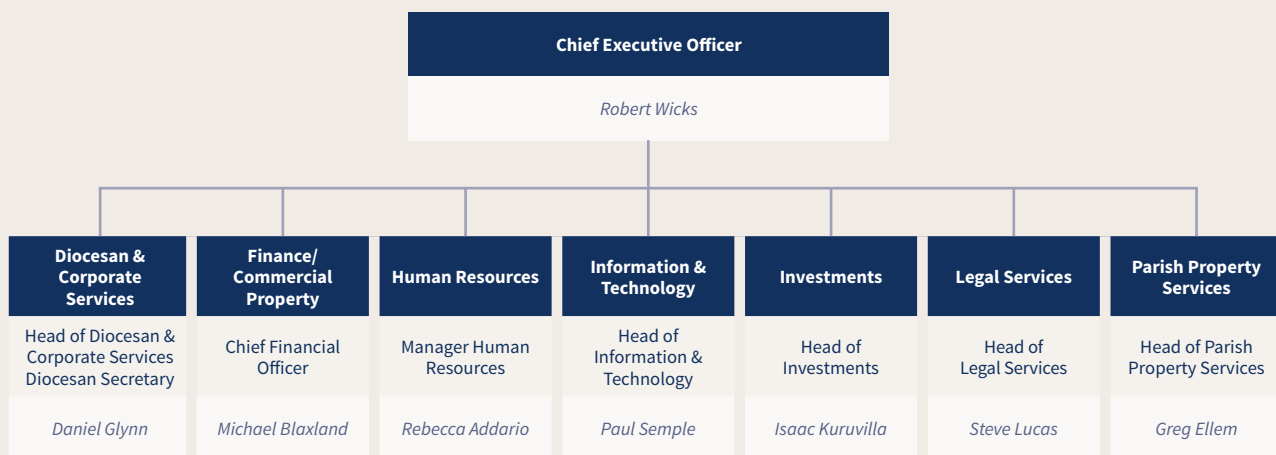 Chief Executive Officer
Robert Wicks
Diocesan &
Corporate
Services
Finance/
Commercial
Property
Human Resources
Information &
Technology
Investments
Legal Services
Parish Property
Services
Head of Diocesan &
Corporate Services
Diocesan Secretary
Chief Financial
Officer
Manager Human
Resources
Head of
Information &
Technology
Head of
Investments
Head of
Legal Services
Head of Parish
Property Services
Daniel Glynn
Michael Blaxland
Rebecca Addario
Paul Semple
Isaac Kuruvilla
Steve Lucas
Greg Ellem